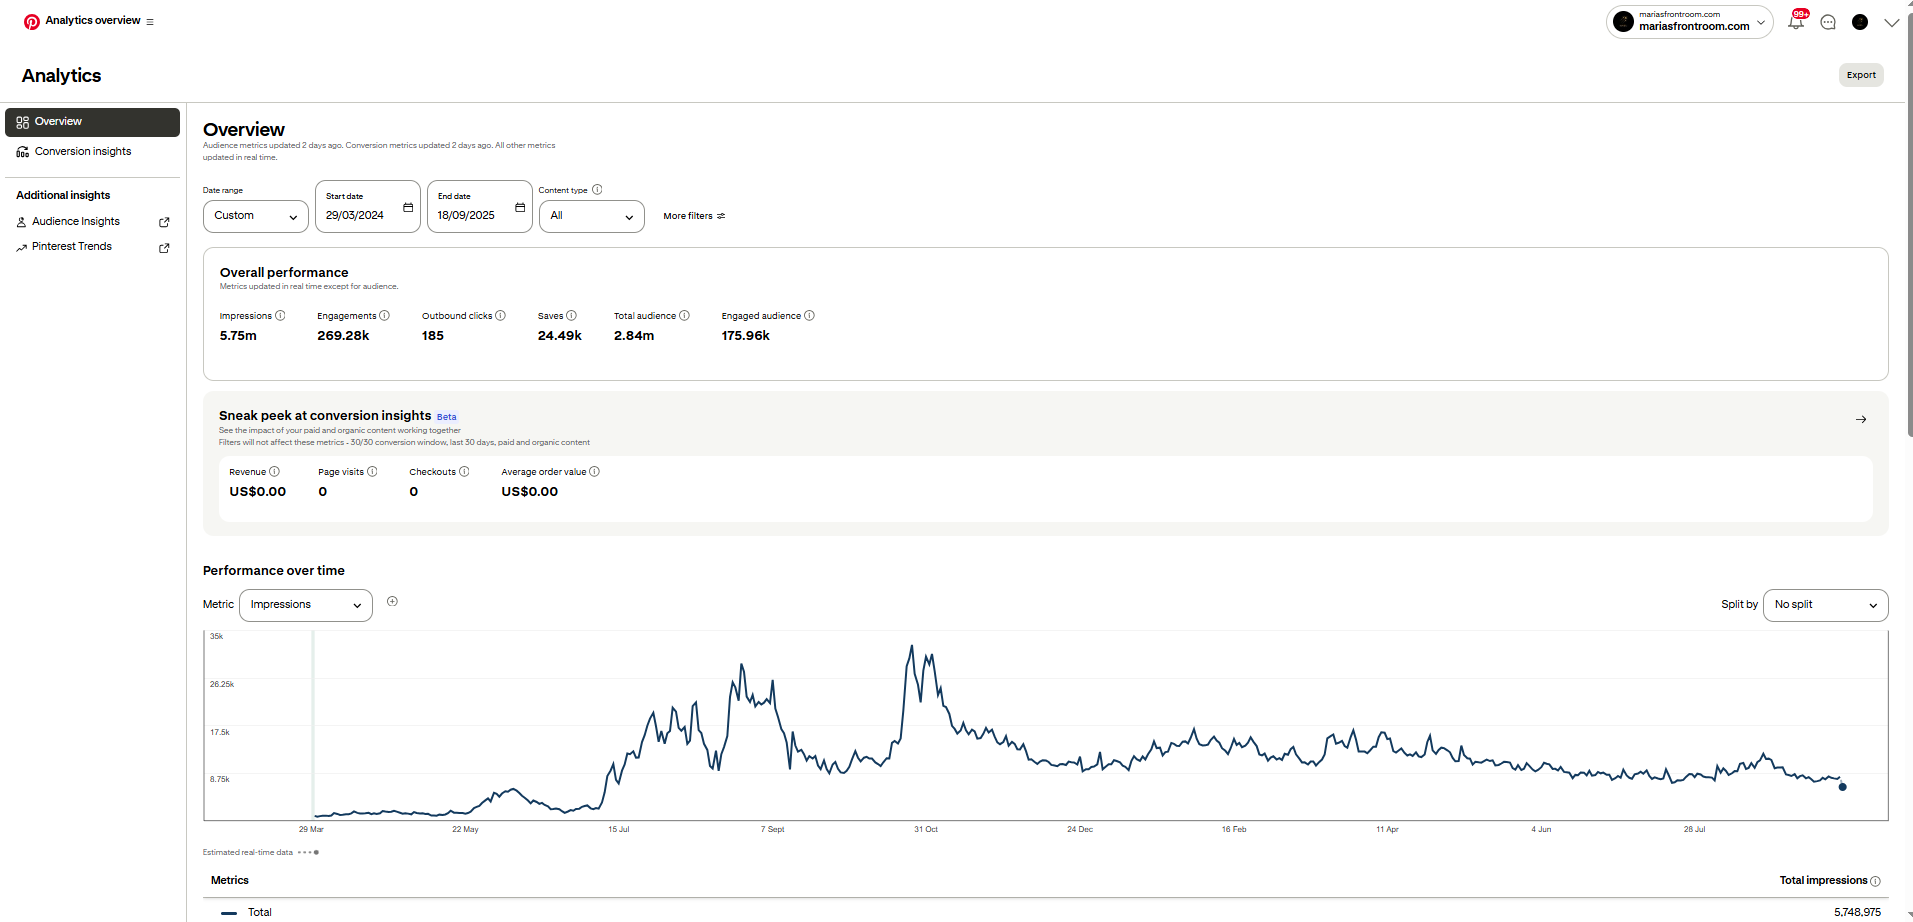 Analytics overview
mariasfrontroom.com
mariasfrontroom.com
99+
Analytics
Export
Overview
Conversion insights
Additional insights
Audience Insights
Pinterest Trends
Overview
Audience metrics updated 2 days ago. Conversion metrics updated 2 days ago. All other metrics
updated in real time.
Date range
Custom
Start date
29/03/2024
End date
18/09/2025
Content type
All
More filters
Overall performance
Metrics updated in real time except for audience.
Impressions
5.75m
Engagements
269.28k
Outbound clicks
185
Saves
24.49k
Total audience
2.84m
Engaged audience
175.96k
Sneak peek at conversion insights Beta
See the impact of your paid and organic content working together
Filters will not affect these metrics - 30/30 conversion window, last 30 days, paid and organic content
Revenue
US$0.00
Page visits
0
Checkouts
0
Average order value
US$0.00
Performance over time
Metric Impressions
Split by No split
35k
26.25k
17.5k
8.75k
29 Mar 22 May 15 Jul 7 Sept 31 Oct 24 Dec 16 Feb 11 Apr 4 Jun 28 Jul
Estimated real-time data
Metrics Total impressions
Total 5,748,975